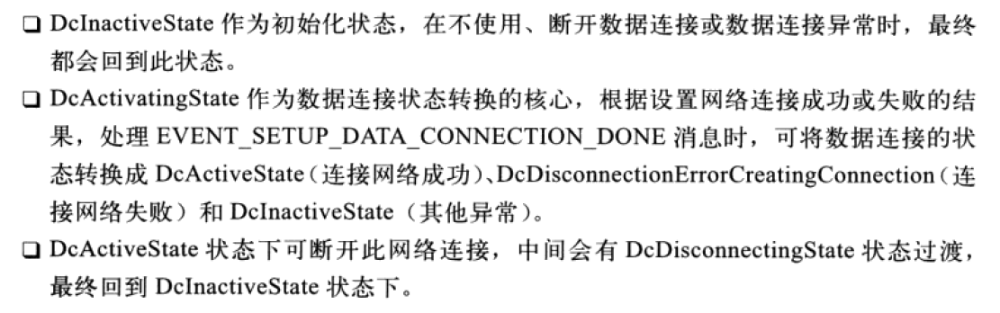 ❑ DcInactiveState 作为初始化状态，在不使用、断开数据连接或数据连接异常时，最终
都会回到此状态。
❑ DcActivatingState 作为数据连接状态转换的核心，根据设置网络连接成功或失败的结
果，处理 EVENT_SETUP_DATA_CONNECTION_DONE 消息时，可将数据连接的状
态转换成 DcActiveState（连接网络成功）、DcDisconnectionErrorCreatingConnection（连
接网络失败）和 DcInactiveState（其他异常）。
❑ DcActiveState 状态下可断开此网络连接，中间会有 DcDisconnectingState 状态过渡，
最终回到 DcInactiveState 状态下。